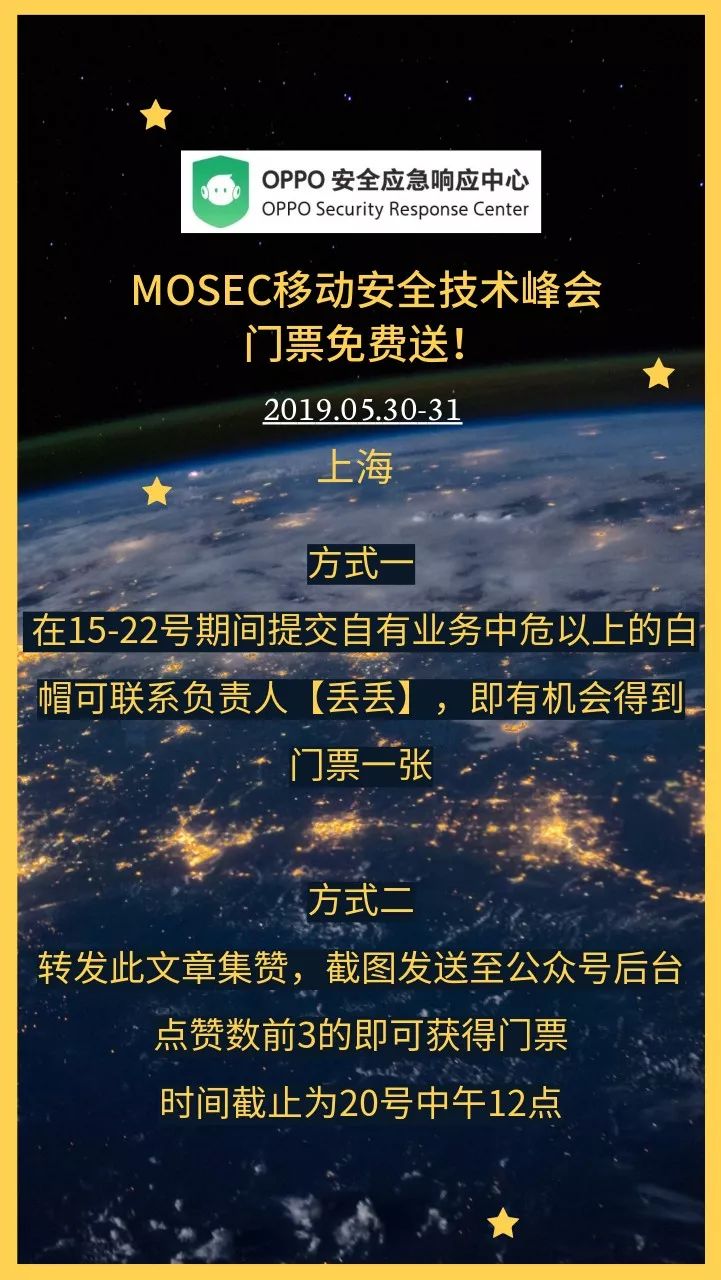 OPPO 安全应急响应中心
OPPO Security Response Center
MOSEC移动安全技术峰会
门票免费送！
2019.05.30-31
上海
方式一
在15-22号期间提交自有业务中危以上的白
帽可联系负责人【丢丢】，即有机会得到
门票一张
方式二
转发此文章集赞，截图发送至公众号后台
点赞数前3的即可获得门票
时间截止为20号中午12点